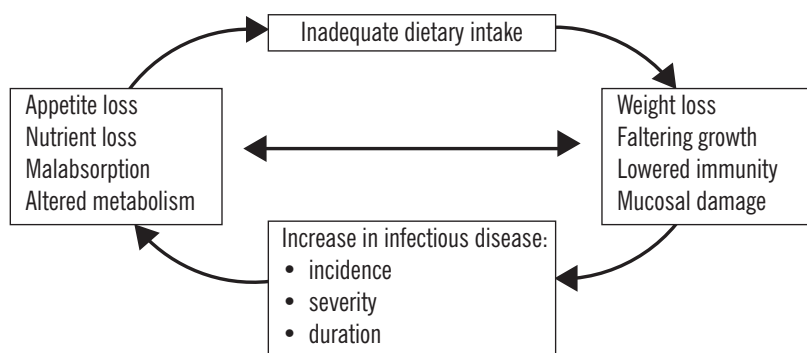 Inadequate dietary intake
Appetite loss
Nutrient loss
Malabsorption
Altered metabolism
Weight loss
Faltering growth
Lowered immunity
Mucosal damage
Increase in infectious disease:
• incidence
• severity
• duration